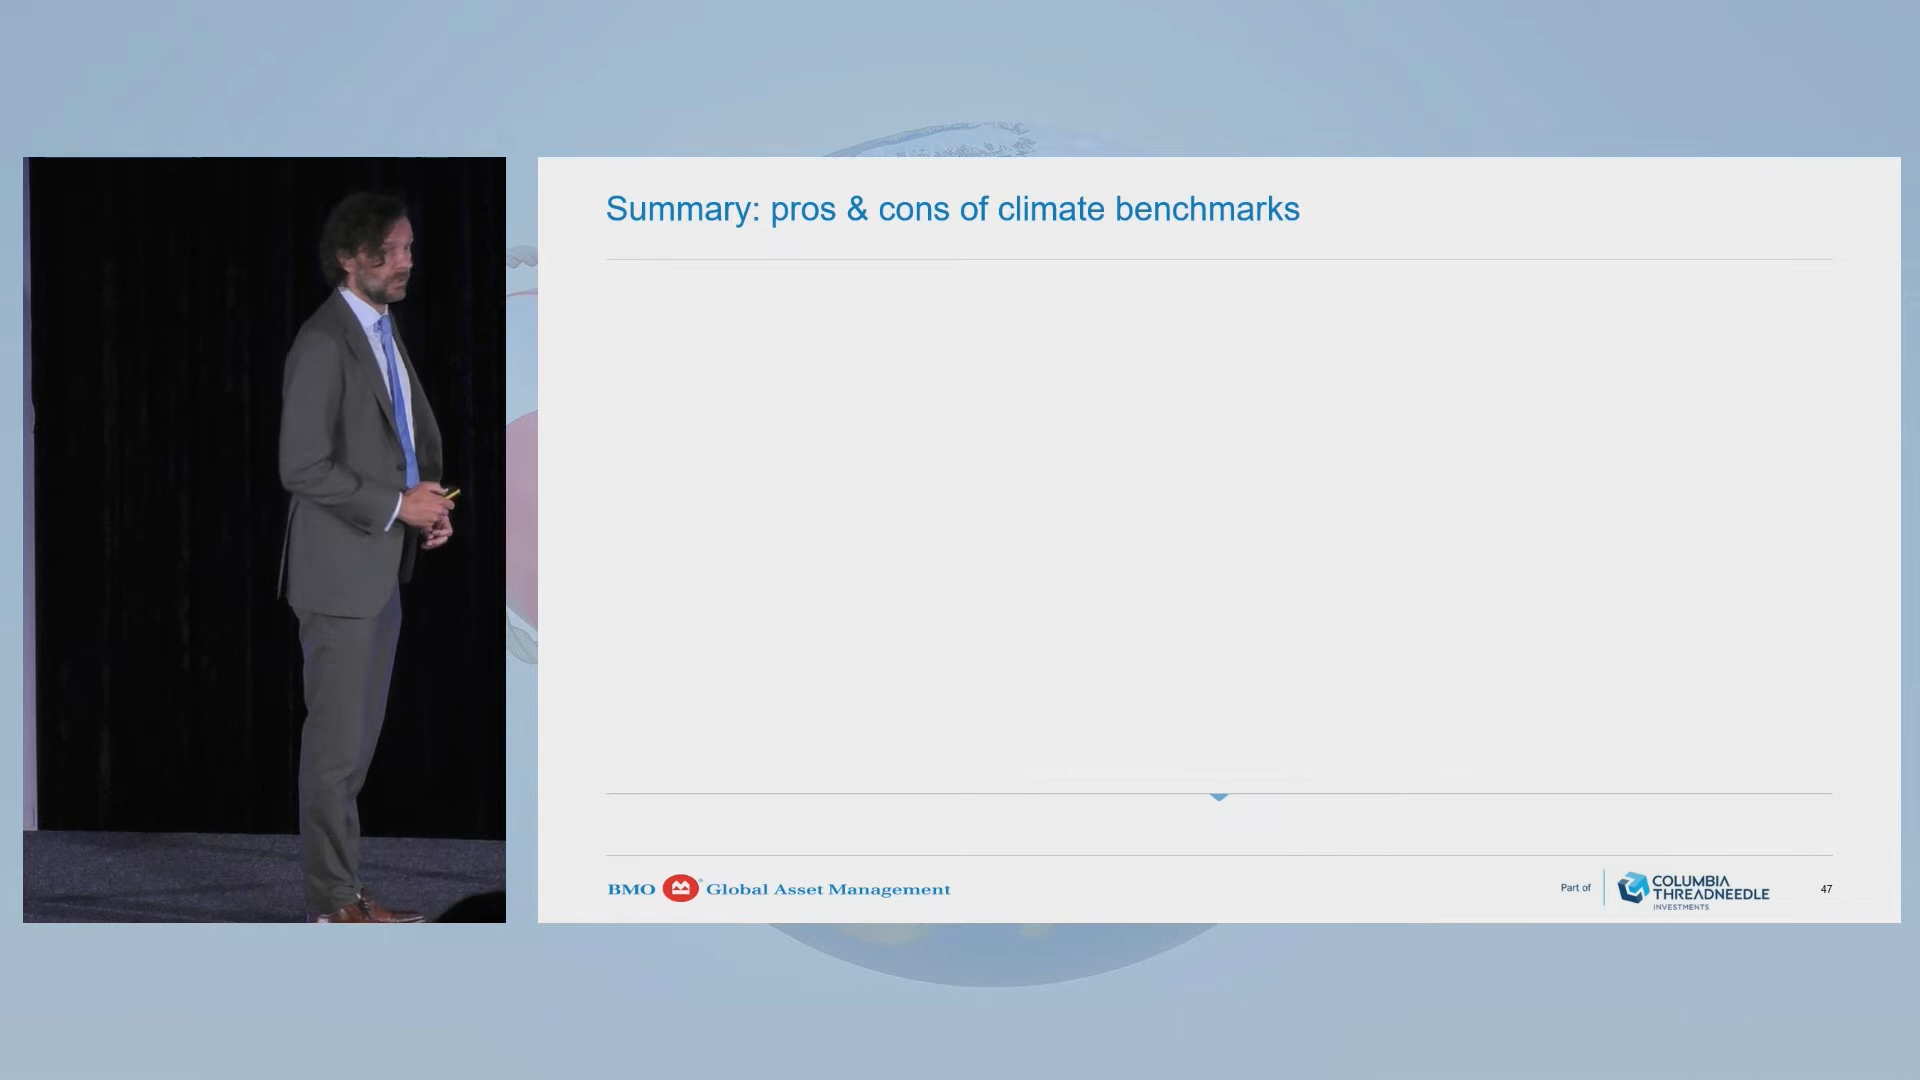 Summary: pros & cons of climate benchmarks
BMO Global Asset Management
Part of
COLUMBIA
THREADNEEDLE
INVESTMENTS
47